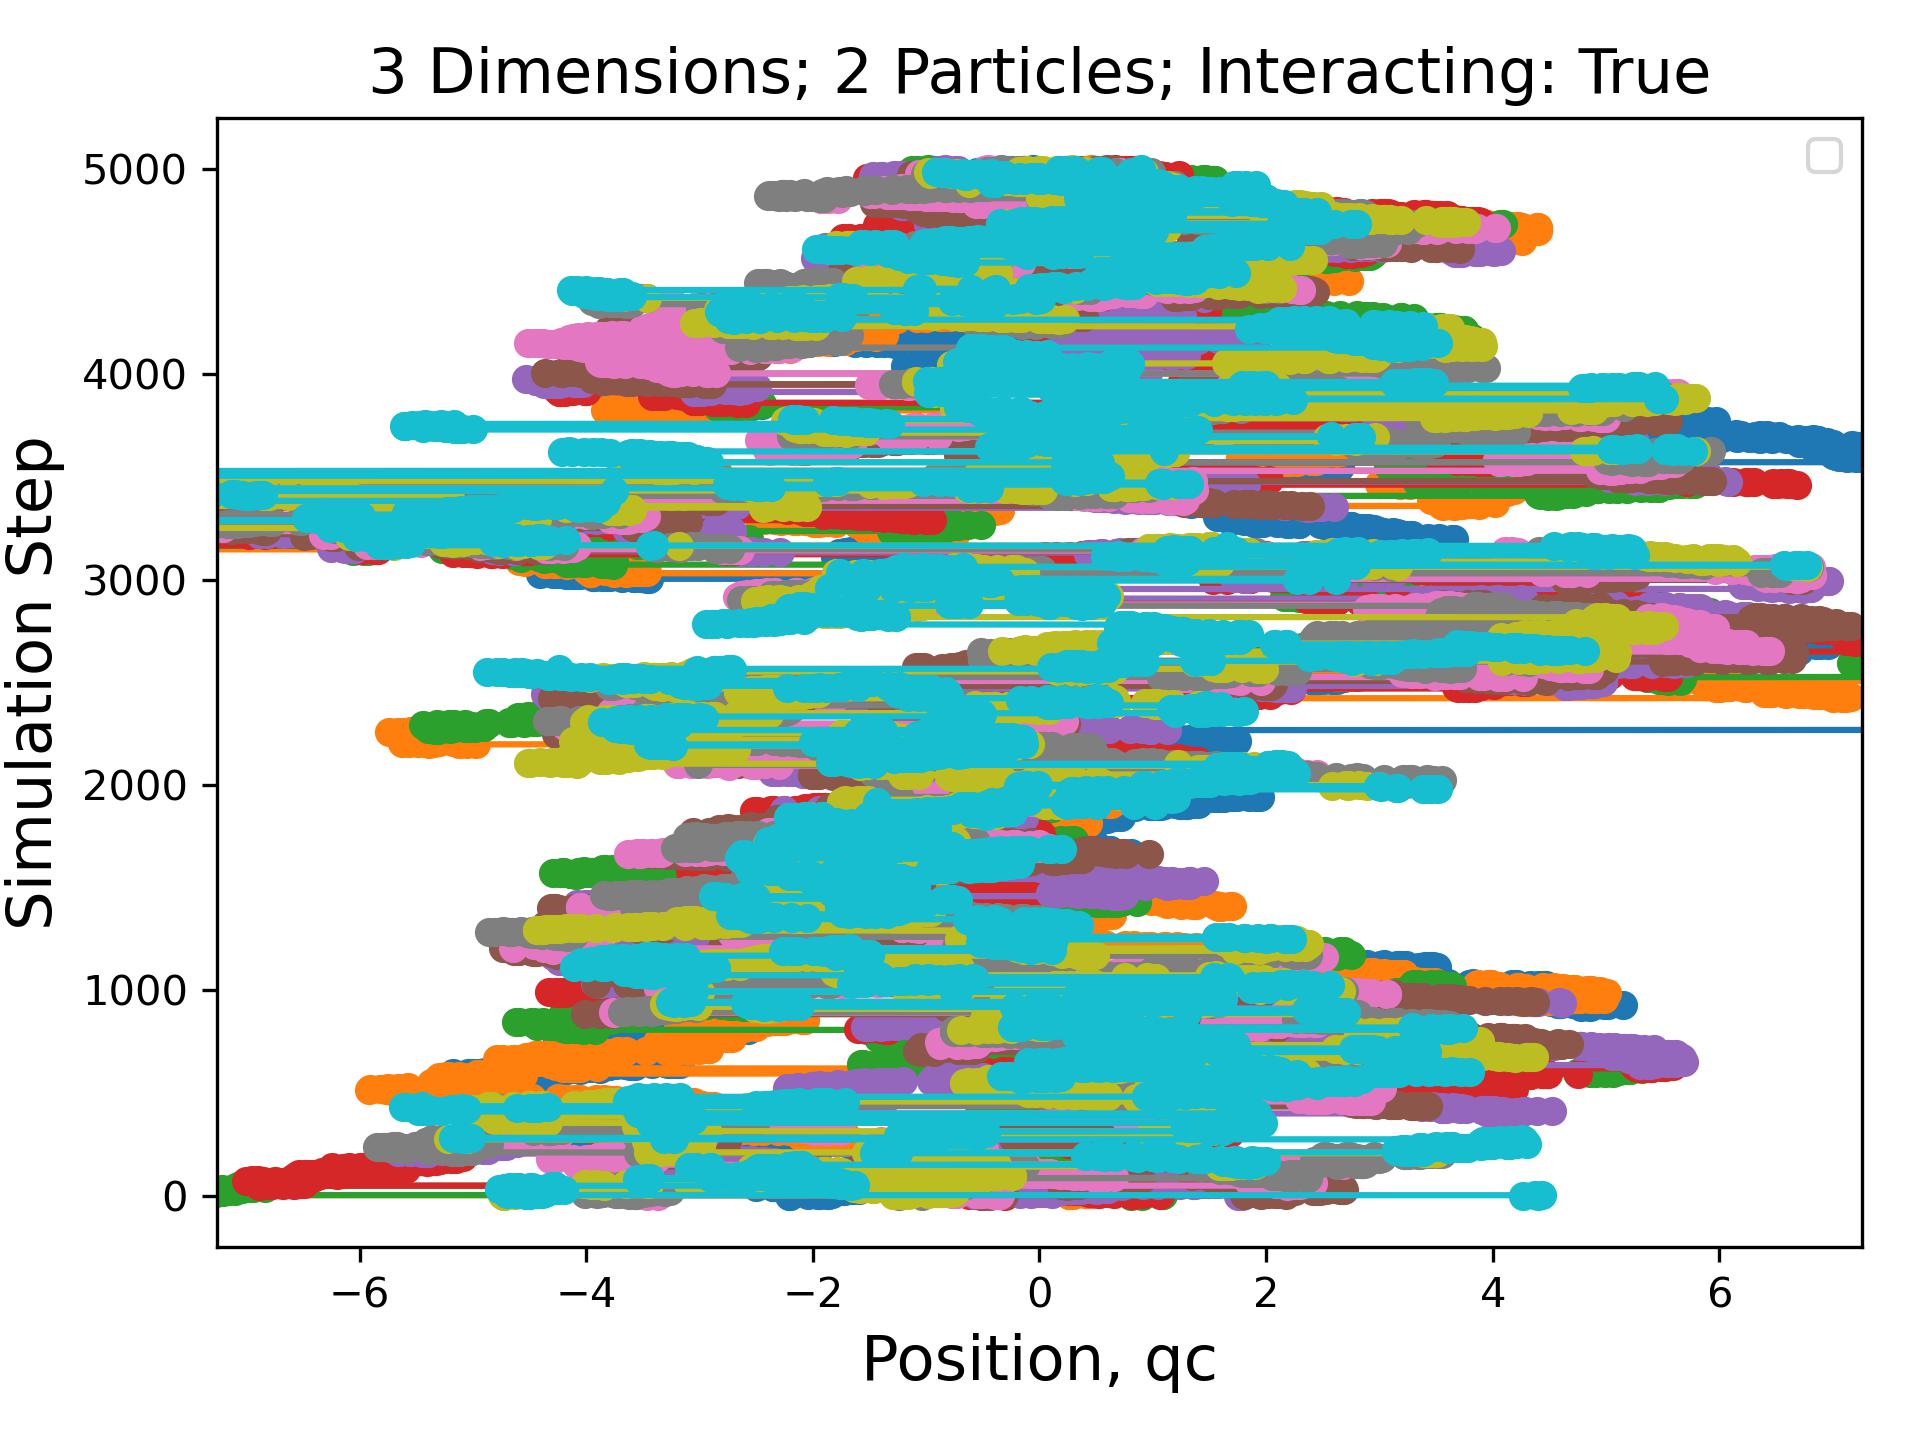 3 Dimensions; 2 Particles; Interacting: True
Simulation Step
5000
4000
3000
2000
1000
0
−6 −4 −2 0 2 4 6
Position, qc